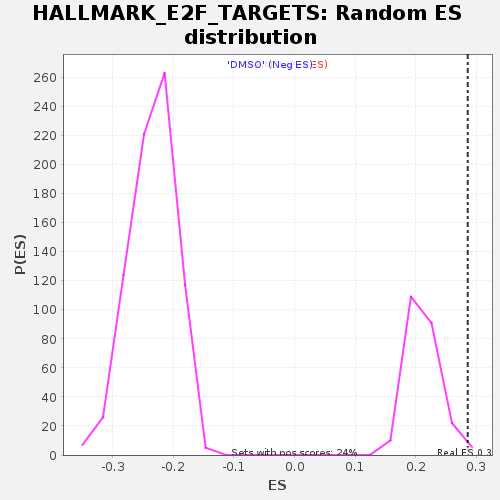 HALLMARK_E2F_TARGETS: Random ES
distribution
'DMSO' (Neg ES) ES)
P(ES)
260
240
220
200
180
160
140
120
100
80
60
40
20
0
Sets with pos scores: 24%
Real ES 0.3
-0.3 -0.2 -0.1 0.0 0.1 0.2 0.3
ES